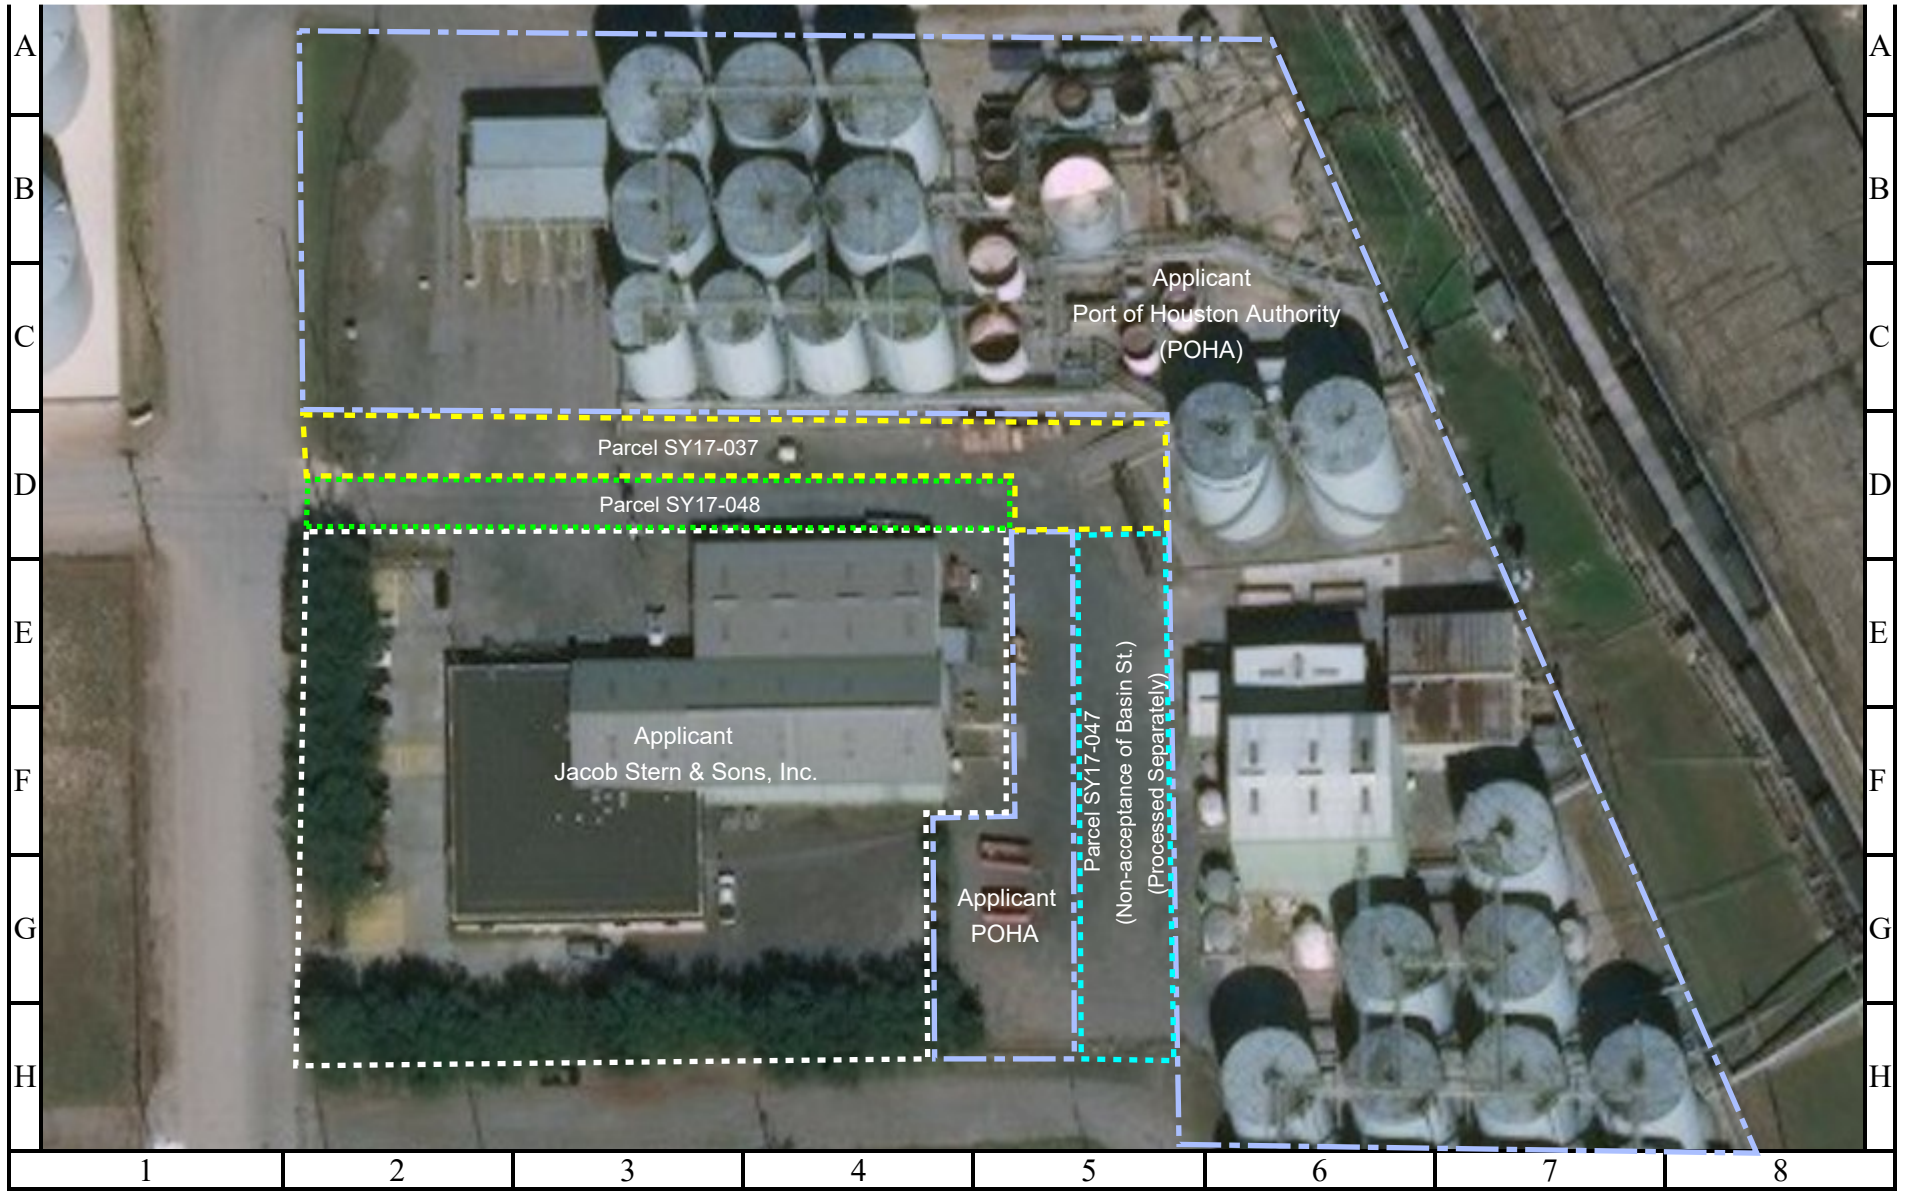 A
A
B
B
C
C
D
D
E
E
F
F
G
G
H
H
Applicant
Port of Houston Authority
(POHA)
Parcel SY17-037
Parcel SY17-048
Applicant
Jacob Stern & Sons, Inc.
Applicant
POHA
Parcel SY17-047
(Non-acceptance of Basin St.)
(Processed Separately)
1
2
3
4
5
6
7
8